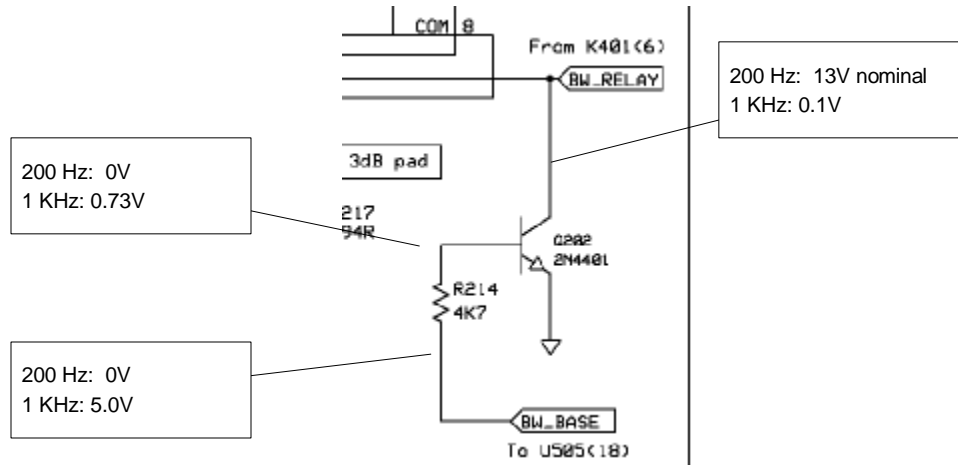 COM 8
From K401(6)
BW_RELAY
200 Hz: 13V nominal
1 KHz: 0.1V
200 Hz: 0V
1 KHz: 0.73V
3dB pad
217
94R
Q202
2N4401
R214
4K7
200 Hz: 0V
1 KHz: 5.0V
BW_BASE
To U505(18)